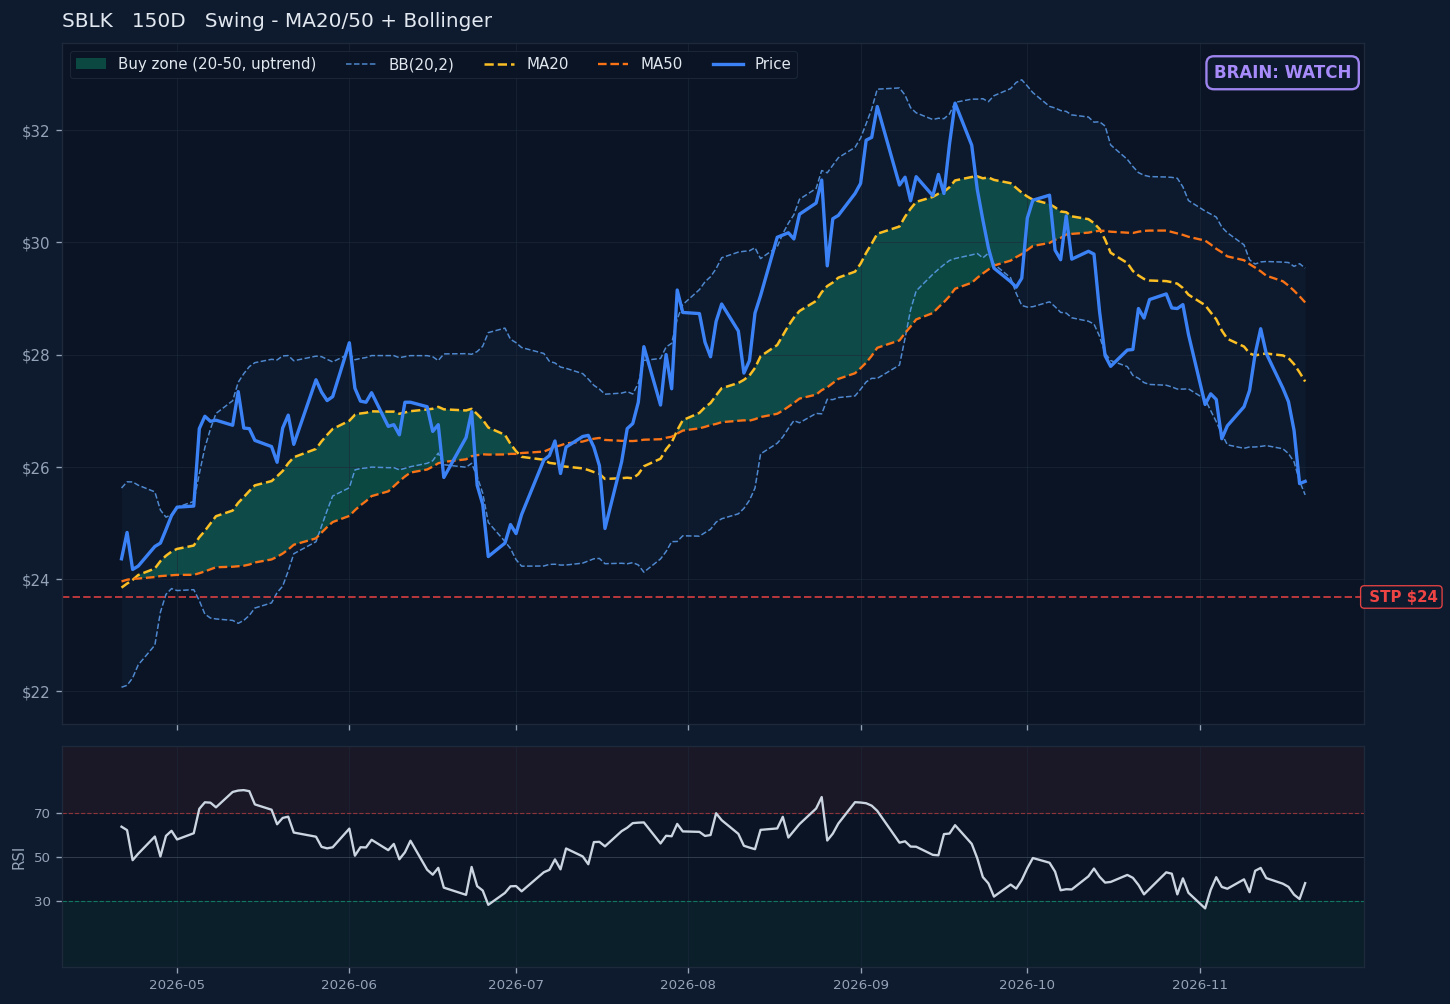 SBLK   150D   Swing - MA20/50 + Bollinger
Buy zone (20-50, uptrend)   BB(20,2)   MA20   MA50   Price
BRAIN: WATCH
$32
$30
$28
$26
$24
$22
STP $24
RSI
70
50
30
2026-05   2026-06   2026-07   2026-08   2026-09   2026-10   2026-11